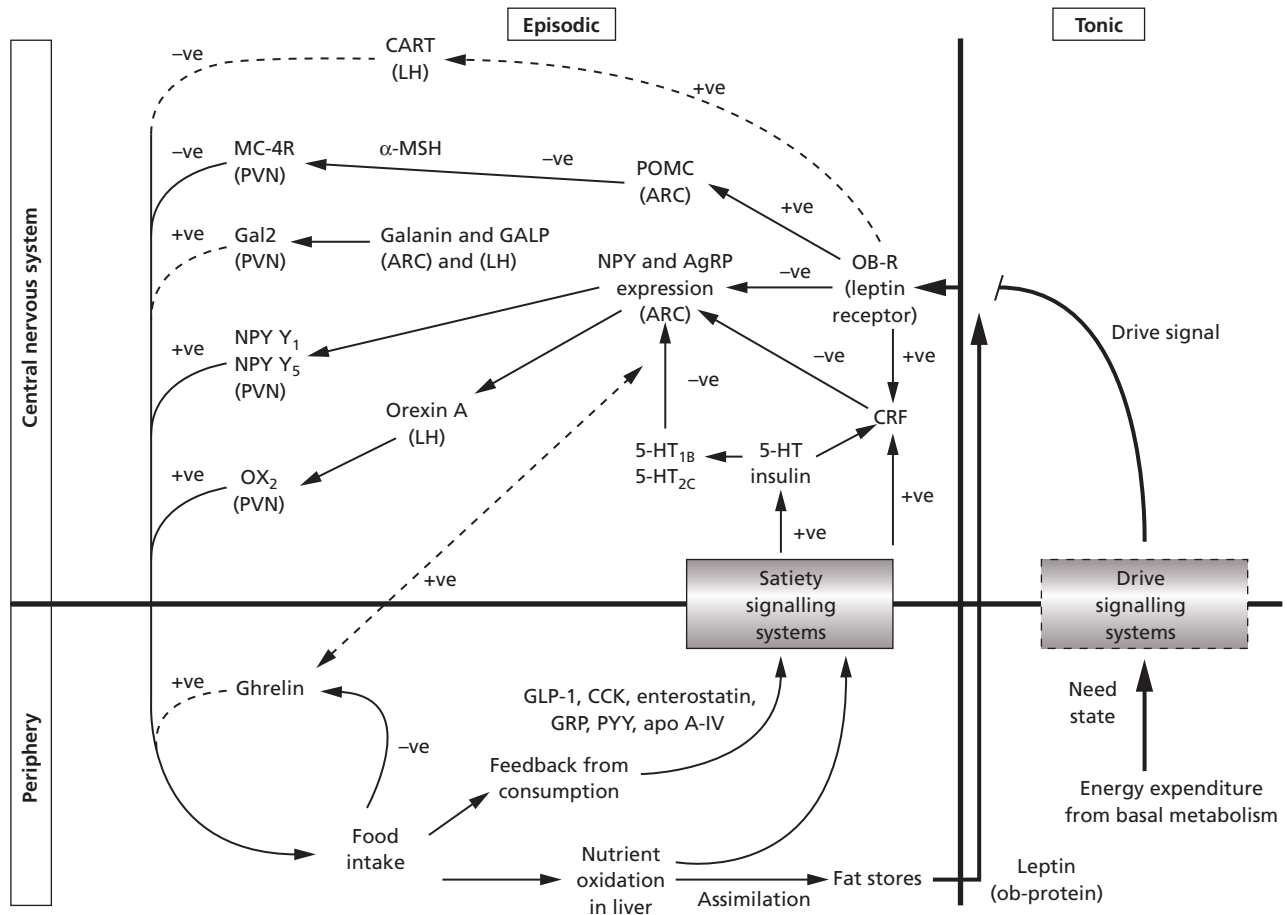 Episodic
Tonic
Central nervous system
Periphery
CART
(LH)
–ve
+ve
–ve
MC-4R
(PVN)
α-MSH
–ve
POMC
(ARC)
+ve
+ve
Gal2
(PVN)
Galanin and GALP
(ARC) and (LH)
NPY and AgRP
expression
(ARC)
–ve
OB-R
(leptin
receptor)
Drive signal
+ve
NPY Y₁
NPY Y₅
(PVN)
–ve
+ve
–ve
CRF
Orexin A
(LH)
+ve
OX₂
(PVN)
5-HT₁B
5-HT₂C
5-HT
insulin
+ve
+ve
+ve
Satiety
signalling
systems
Drive
signalling
systems
+ve
Ghrelin
–ve
GLP-1, CCK, enterostatin,
GRP, PYY, apo A-IV
Need
state
Feedback from
consumption
Energy expenditure
from basal metabolism
Food
intake
Nutrient
oxidation
in liver
Assimilation
Fat stores
Leptin
(ob-protein)